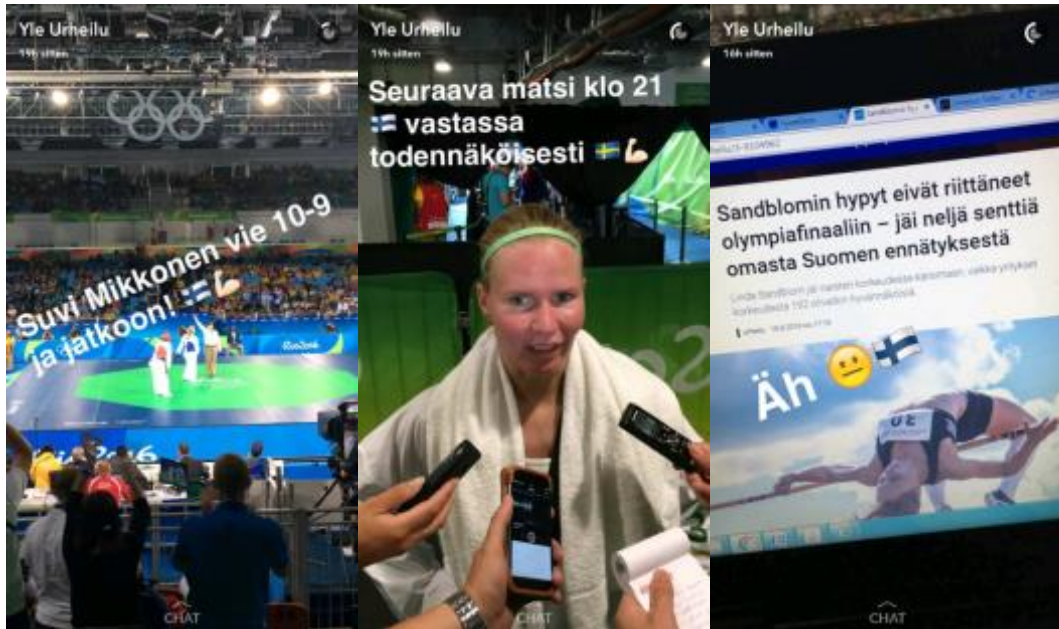 Yle Urheilu
19h sitten
Suvi Mikkonen vie 10-9
ja jatkoon!
Rio2016
CHAT
Yle Urheilu
19h sitten
Seuraava matsi klo 21
vastassa
todennäköisesti
CHAT
Yle Urheilu
16h sitten
Sandblomin hypyt eivät riittäneet
olympiafinaaliin – jäi neljä senttiä
omasta Suomen ennätyksestä
Äh
CHAT